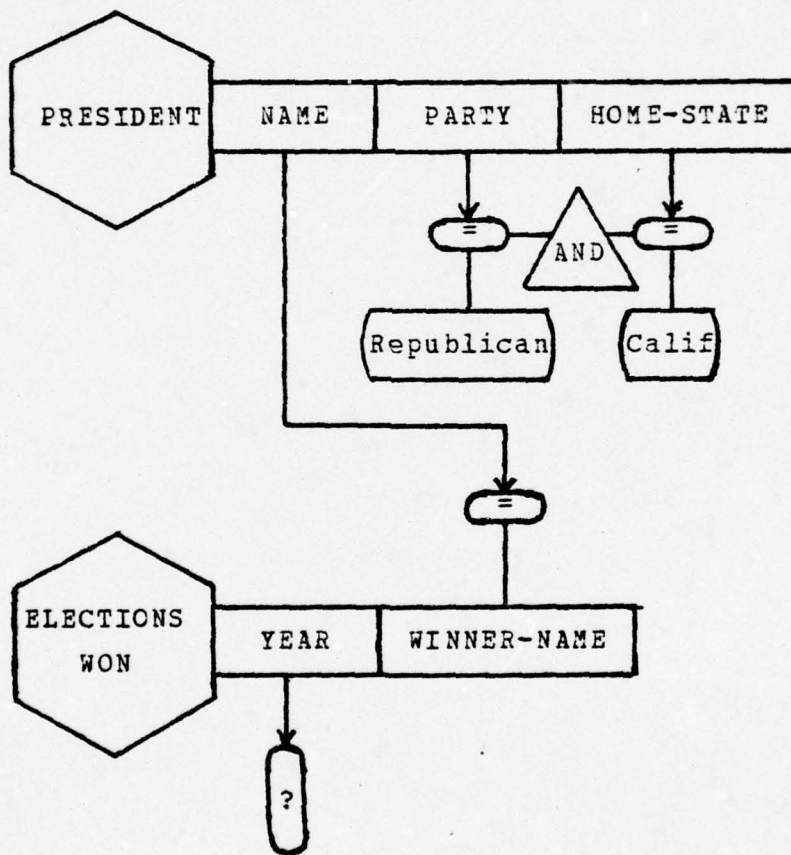 PRESIDENT NAME PARTY HOME-STATE
= =
AND
Republican Calif
=
ELECTIONS
WON
YEAR WINNER-NAME
?